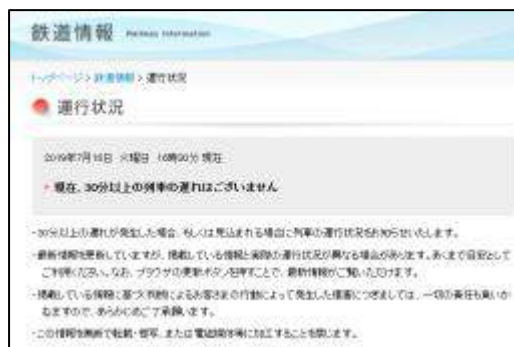 鉄道情報 Railway Information
トップページ > 鉄道情報 > 運行状況
運行状況
2019年7月16日 火曜日 16時30分 現在
現在、30分以上の列車の遅れはございません
・30分以上の遅れが発生した場合、もしくは見込まれる場合に列車の運行状況をお知らせいたします。
・最新情報を更新していますが、掲載している情報と実際の運行状況が異なる場合があります。あくまで目安として
ご利用ください。なお、ブラウザの更新ボタンを押すことで、最新情報がご覧いただけます。
・掲載している情報に基づく判断によるお客さまの行動によって発生した損害につきましては、一切の責任も負いか
ねますので、あらかじめご了承願います。
・この情報を無断で転載・複写、または電磁媒体等に加工することを禁じます。